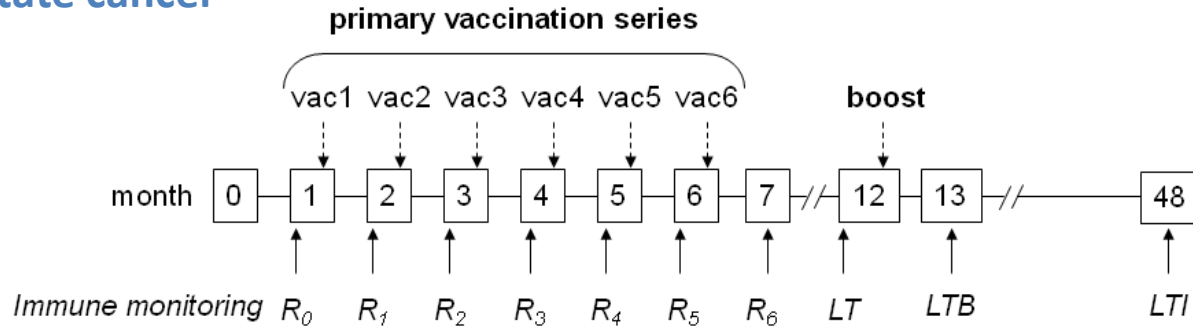 primary vaccination series
vac1 vac2 vac3 vac4 vac5 vac6 boost
month 0 1 2 3 4 5 6 7 // 12 13 // 48
Immune monitoring R0 R1 R2 R3 R4 R5 R6 LT LTB LTI